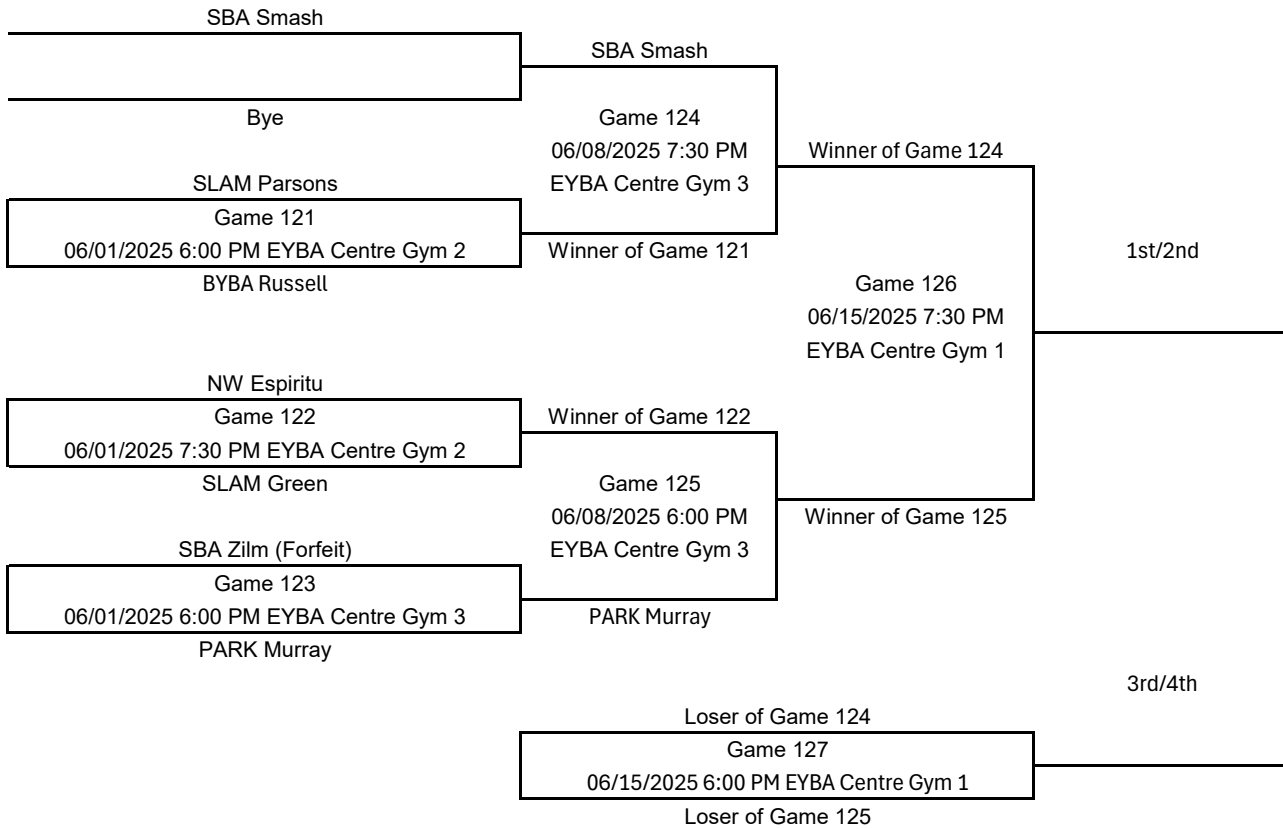 SBA Smash
Bye
SLAM Parsons
Game 121
06/01/2025 6:00 PM EYBA Centre Gym 2
BYBA Russell
NW Espiritu
Game 122
06/01/2025 7:30 PM EYBA Centre Gym 2
SLAM Green
SBA Zilm (Forfeit)
Game 123
06/01/2025 6:00 PM EYBA Centre Gym 3
PARK Murray
SBA Smash
Game 124
06/08/2025 7:30 PM
EYBA Centre Gym 3
Winner of Game 121
Winner of Game 122
Game 125
06/08/2025 6:00 PM
EYBA Centre Gym 3
PARK Murray
Winner of Game 124
Game 126
06/15/2025 7:30 PM
EYBA Centre Gym 1
Winner of Game 125
1st/2nd
Loser of Game 124
Game 127
06/15/2025 6:00 PM EYBA Centre Gym 1
Loser of Game 125
3rd/4th